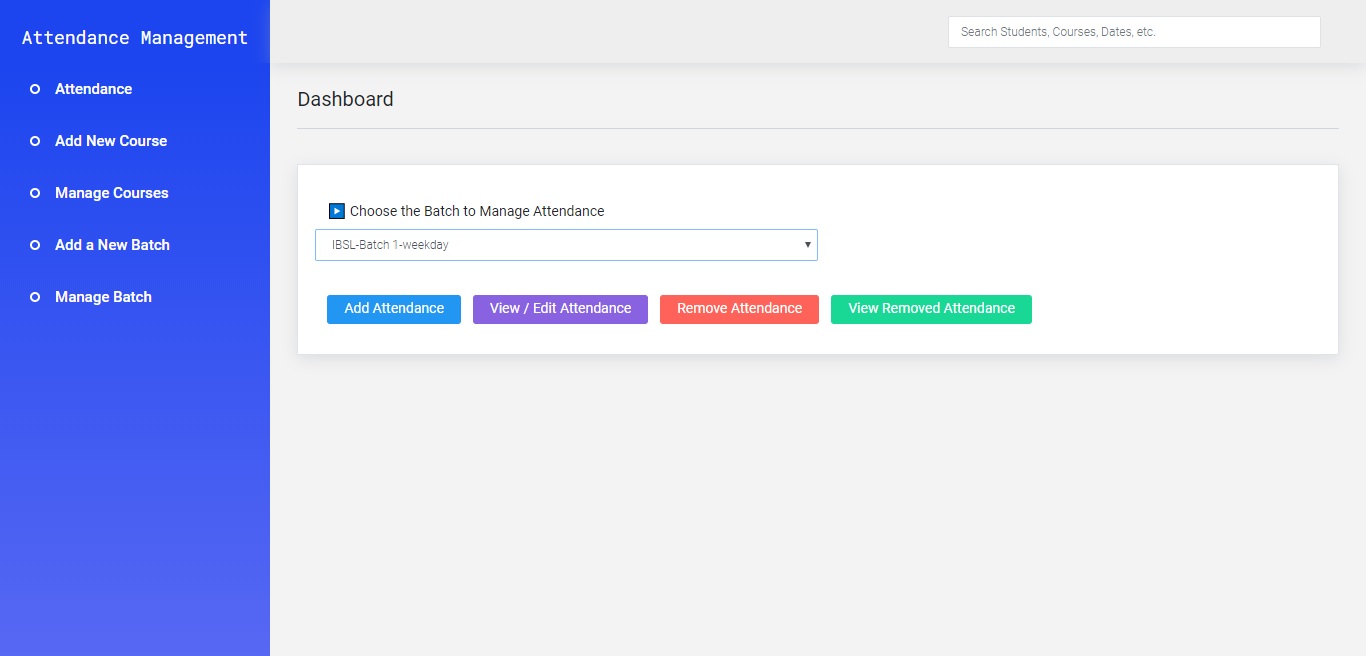 Attendance Management
Search Students, Courses, Dates, etc.
Attendance
Add New Course
Manage Courses
Add a New Batch
Manage Batch
Dashboard
Choose the Batch to Manage Attendance
IBSL-Batch 1-weekday
Add Attendance
View / Edit Attendance
Remove Attendance
View Removed Attendance